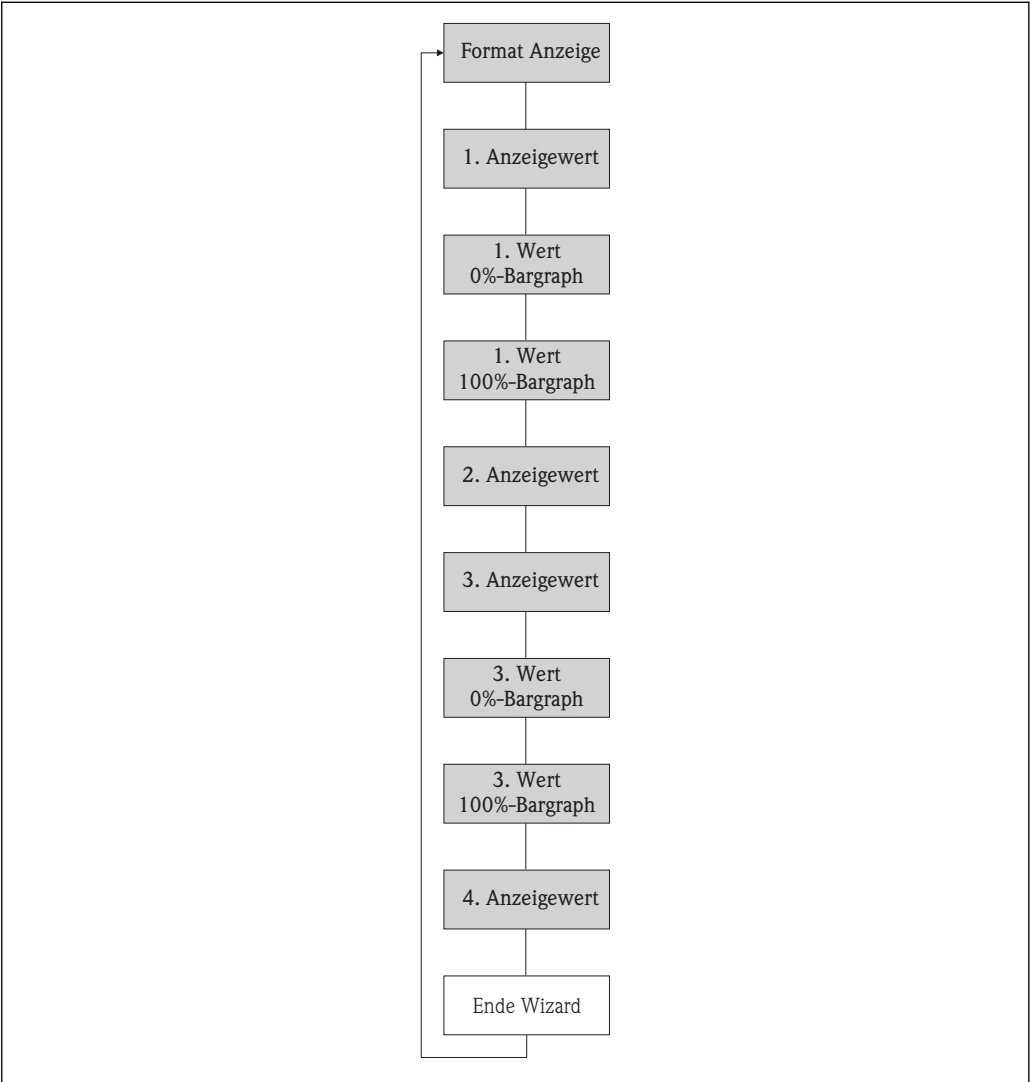 Format Anzeige
1. Anzeigewert
1. Wert
0%-Bargraph
1. Wert
100%-Bargraph
2. Anzeigewert
3. Anzeigewert
3. Wert
0%-Bargraph
3. Wert
100%-Bargraph
4. Anzeigewert
Ende Wizard